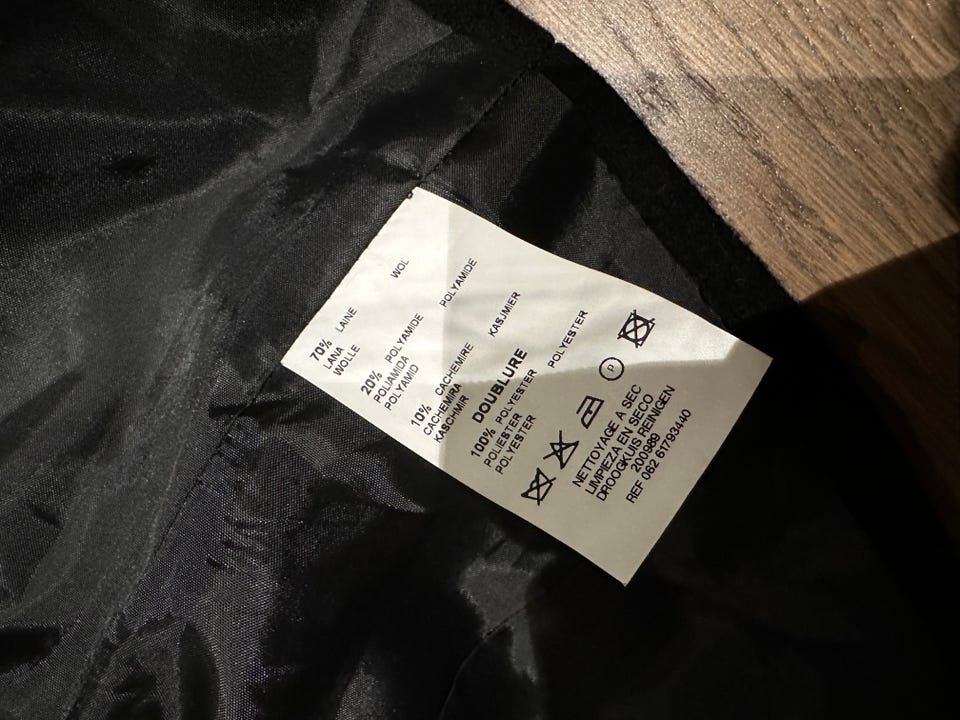 70% LAINE WOL
LANA
WOLLE
20% POLYAMIDE POLYAMIDE
POLIAMIDA
POLYAMID
10% CACHEMIRE KASJMIER
CACHEMIRA
KASCHMIR
DOUBLURE
100% POLYESTER POLYESTER
POLIESTER
POLYESTER
P
NETTOYAGE A SEC
LIMPIEZA EN SECO
DROOGKUIS REINIGEN
200989
REF 062 61793440